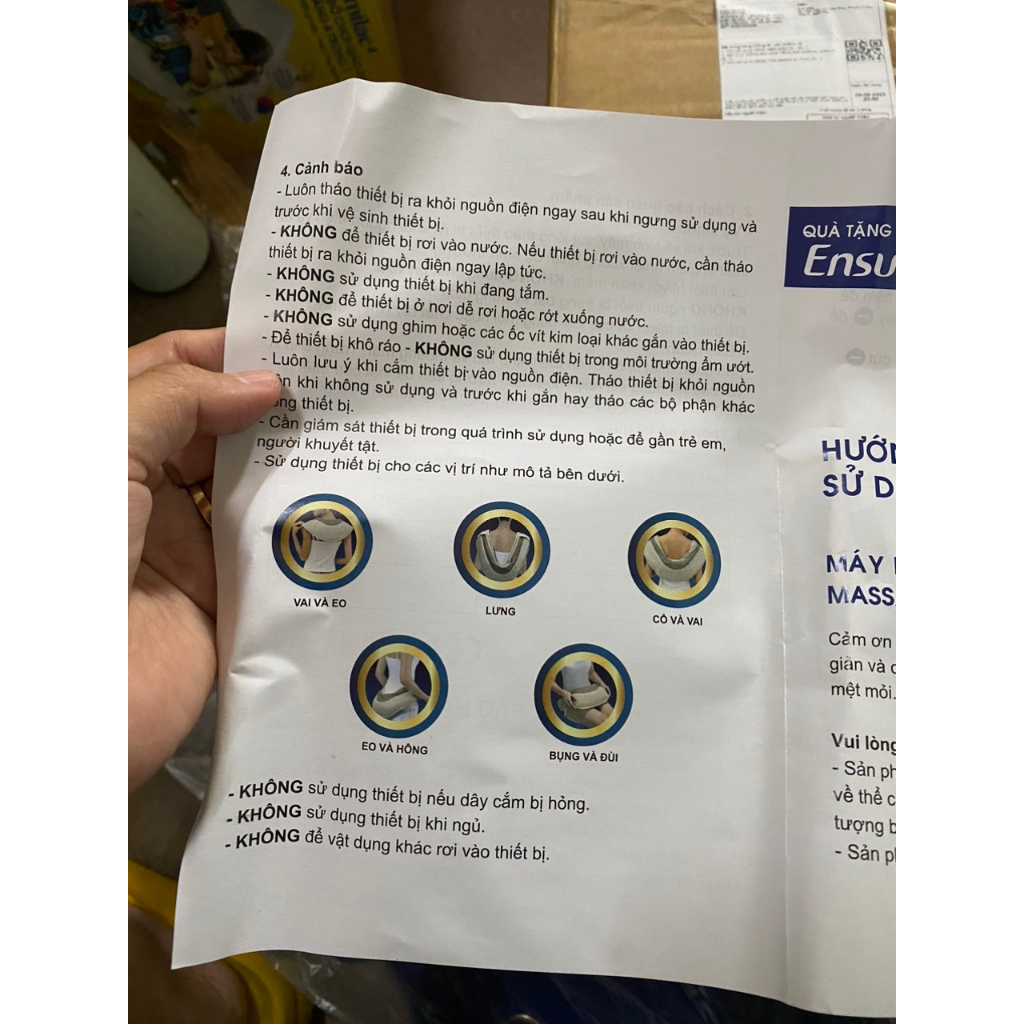 4. Cảnh báo
- Luôn tháo thiết bị ra khỏi nguồn điện ngay sau khi ngưng sử dụng và
trước khi vệ sinh thiết bị.
- KHÔNG để thiết bị rơi vào nước. Nếu thiết bị rơi vào nước, cần tháo
thiết bị ra khỏi nguồn điện ngay lập tức.
- KHÔNG sử dụng thiết bị khi đang tắm.
- KHÔNG để thiết bị ở nơi dễ rơi hoặc rớt xuống nước.
- KHÔNG sử dụng ghim hoặc các ốc vít kim loại khác gắn vào thiết bị.
- Để thiết bị khô ráo - KHÔNG sử dụng thiết bị trong môi trường ẩm ướt.
- Luôn lưu ý khi cắm thiết bị vào nguồn điện. Tháo thiết bị khỏi nguồn
khi không sử dụng và trước khi gắn hay tháo các bộ phận khác
thiết bị.
- Cần giám sát thiết bị trong quá trình sử dụng hoặc để gần trẻ em,
người khuyết tật.
- Sử dụng thiết bị cho các vị trí như mô tả bên dưới.
VAI VÀ EO
LƯNG
CỔ VÀ VAI
EO VÀ HÔNG
BỤNG VÀ ĐÙI
- KHÔNG sử dụng thiết bị nếu dây cắm bị hỏng.
- KHÔNG sử dụng thiết bị khi ngủ.
- KHÔNG để vật dụng khác rơi vào thiết bị.
QUÀ TẶNG
Ensu
HƯỚN
SỬ D
MÁY
MASS
Cảm ơn
giãn và
mệt mỏi.
Vui lòng
- Sản ph
về thể c
tượng b
- Sản p